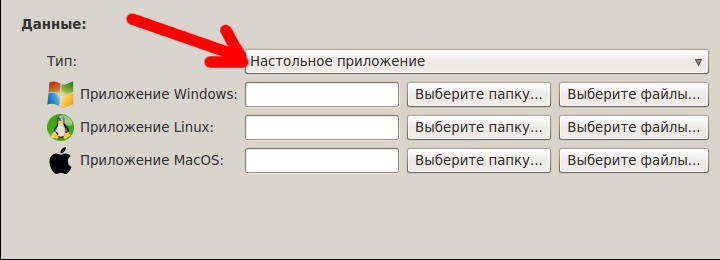 Данные:
Тип: Настольное приложение
Приложение Windows: Выберите папку... Выберите файлы...
Приложение Linux: Выберите папку... Выберите файлы...
Приложение MacOS: Выберите папку... Выберите файлы...